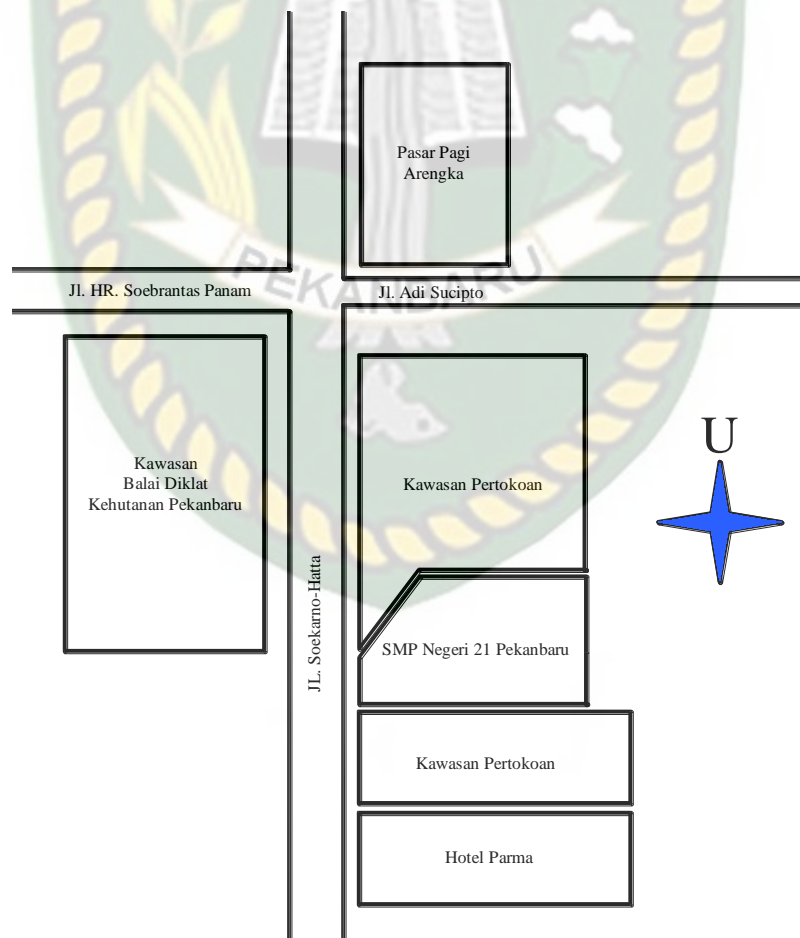 Pasar Pagi
Arengka
PEKANBARU
Jl. HR. Soebrantas Panam
Jl. Adi Sucipto
U
Kawasan
Balai Diklat
Kehutanan Pekanbaru
Kawasan Pertokoan
JL. Soekarno-Hatta
SMP Negeri 21 Pekanbaru
Kawasan Pertokoan
Hotel Parma